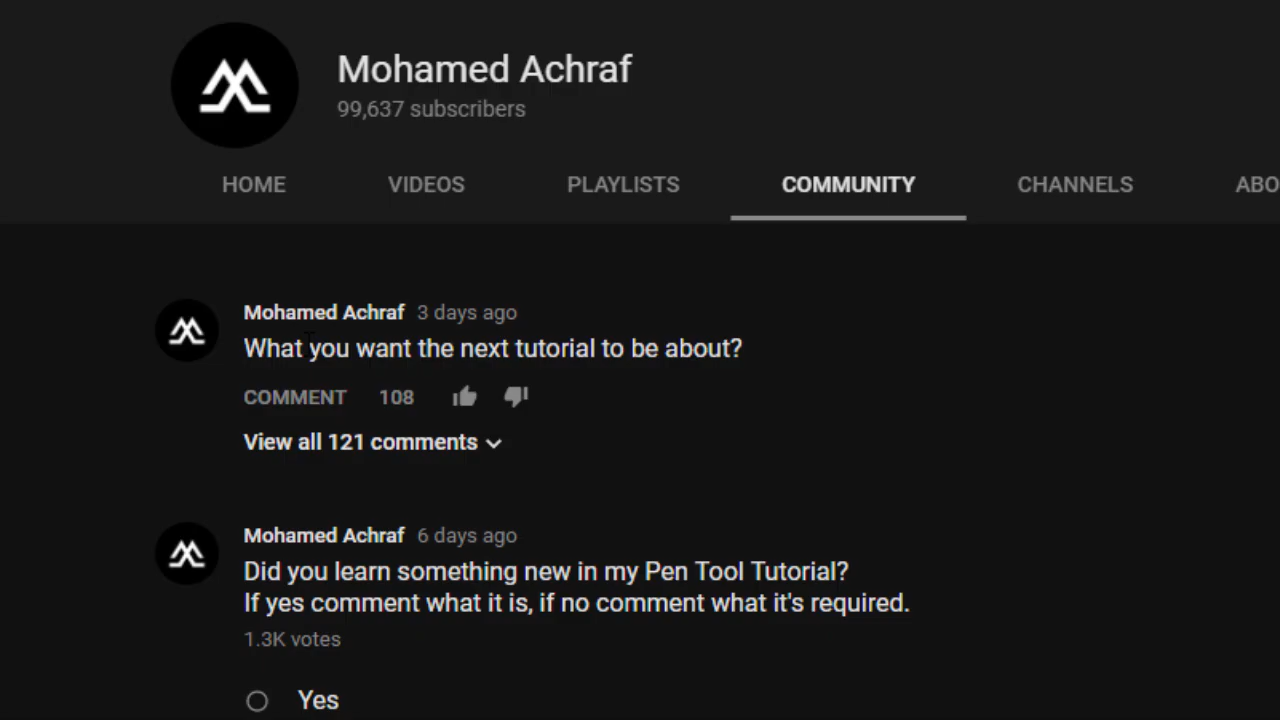 Mohamed Achraf
99,637 subscribers
HOME VIDEOS PLAYLISTS COMMUNITY CHANNELS ABO
Mohamed Achraf 3 days ago
What you want the next tutorial to be about?
COMMENT 108
View all 121 comments
Mohamed Achraf 6 days ago
Did you learn something new in my Pen Tool Tutorial?
If yes comment what it is, if no comment what it's required.
1.3K votes
Yes